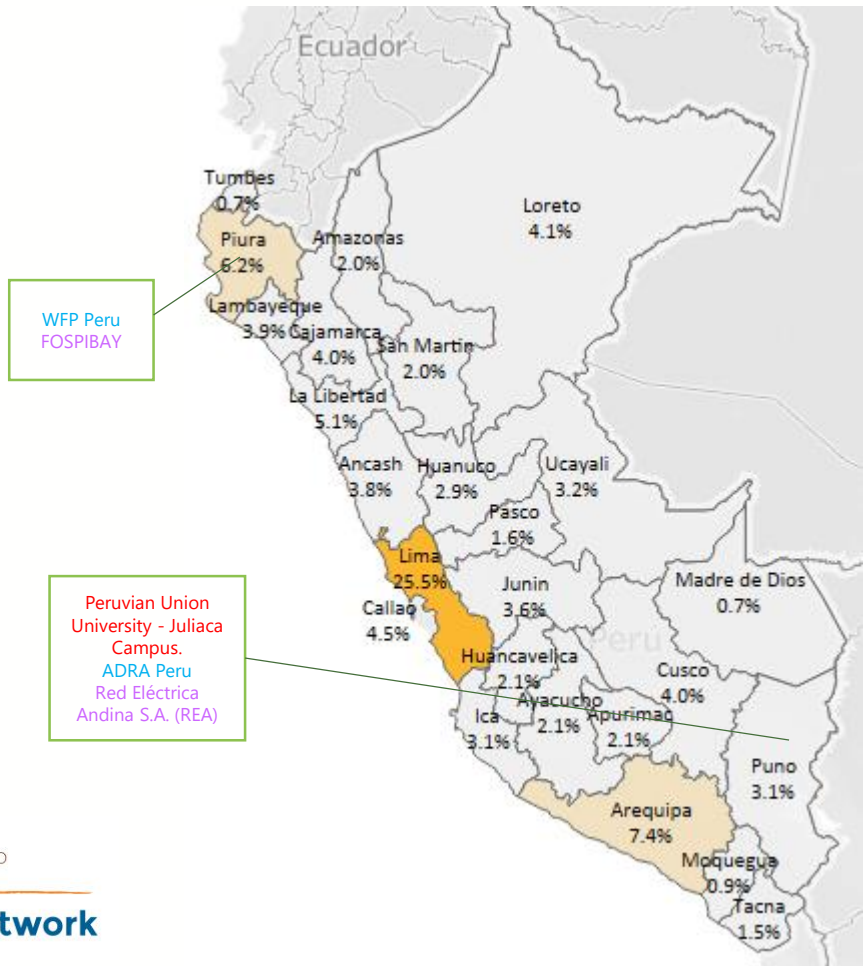 Ecuador
Tumbes
0.7%
Loreto
4.1%
Piura
6.2%
Amazonas
2.0%
WFP Peru
FOSPIBAY
Lambayeque
3.9%
Cajamarca
4.0%
San Martin
2.0%
La Libertad
5.1%
Ancash
3.8%
Huanuco
2.9%
Ucayali
3.2%
Pasco
1.6%
Lima
25.5%
Junin
3.6%
Madre de Dios
0.7%
Callao
4.5%
Peru
Peruvian Union
University - Juliaca
Campus.
ADRA Peru
Red Eléctrica
Andina S.A. (REA)
Huancavelica
2.1%
Cusco
4.0%
Ayacucho
2.1%
Apurimac
2.1%
Ica
3.1%
Puno
3.1%
Arequipa
7.4%
Moquegua
0.9%
Tacna
1.5%
twork